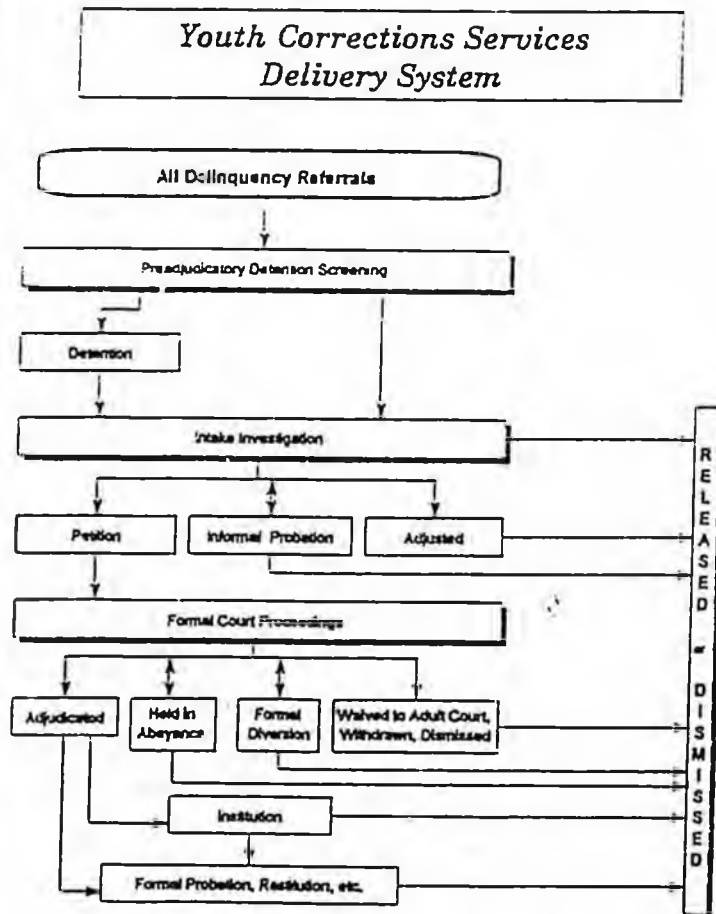 Youth Corrections Services
Delivery System
All Delinquency Referrals
Preadjudicatory Detention Screening
Detention
Intake Investigation
Petition
Informal Probation
Adjusted
Formal Court Proceedings
Adjudicated
Held in
Abeyance
Formal
Diversion
Waived to Adult Court,
Withdrawn, Dismissed
Institution
Formal Probation, Restitution, etc.
RELEASED or DISMISSED